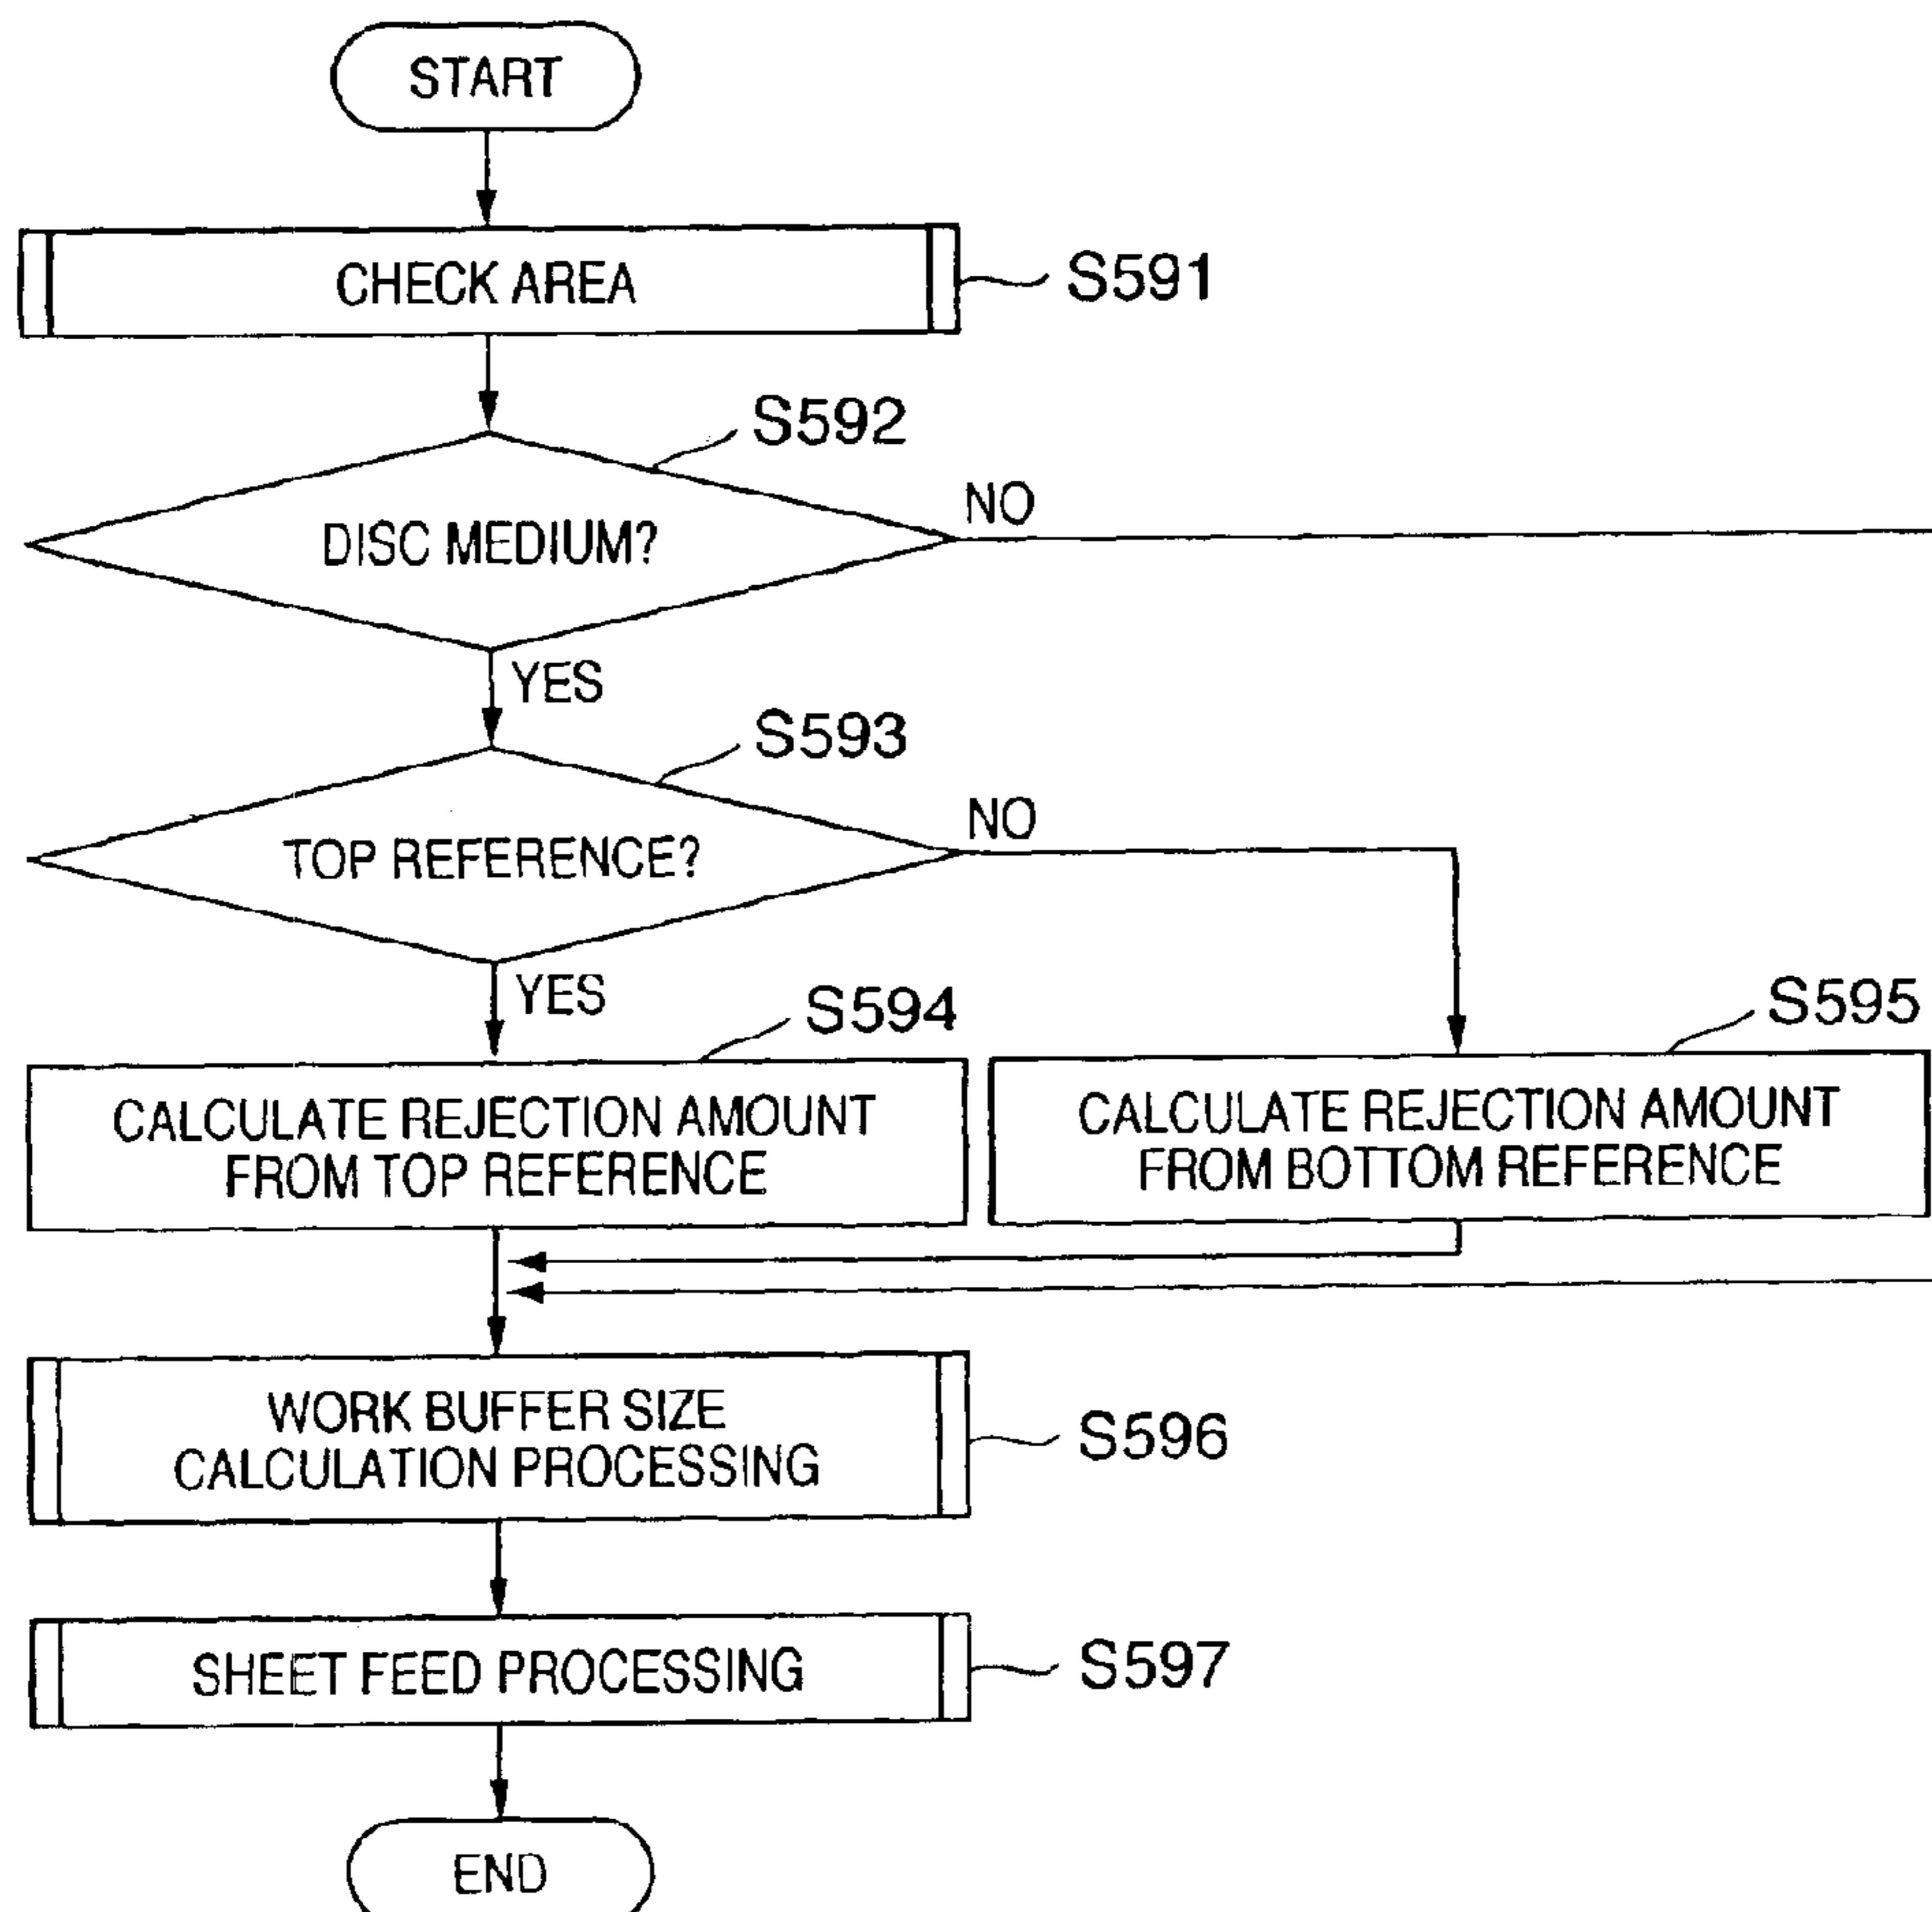 START
CHECK AREA
S591
S592
DISC MEDIUM?
NO
YES
S593
TOP REFERENCE?
NO
YES
S594
CALCULATE REJECTION AMOUNT
FROM TOP REFERENCE
S595
CALCULATE REJECTION AMOUNT
FROM BOTTOM REFERENCE
WORK BUFFER SIZE
CALCULATION PROCESSING
S596
SHEET FEED PROCESSING
S597
END